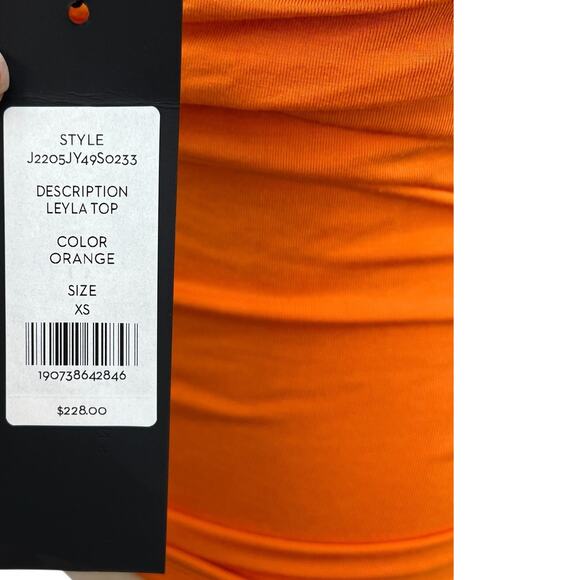 STYLE
J2205JY49S0233
DESCRIPTION
LEYLA TOP
COLOR
ORANGE
SIZE
XS
190738642846
$228.00